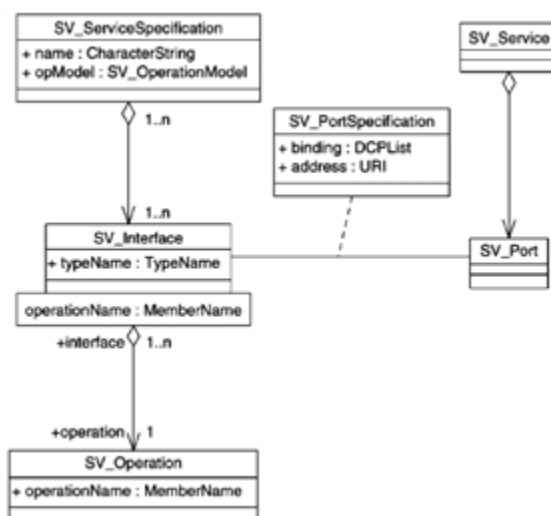 SV_ServiceSpecification
+ name : CharacterString
+ opModel : SV_OperationModel
1..n
SV_Service
SV_PortSpecification
+ binding : DCPList
+ address : URI
1..n
SV_Interface
+ typeName : TypeName
SV_Port
operationName : MemberName
+interface
1..n
+operation
1
SV_Operation
+ operationName : MemberName